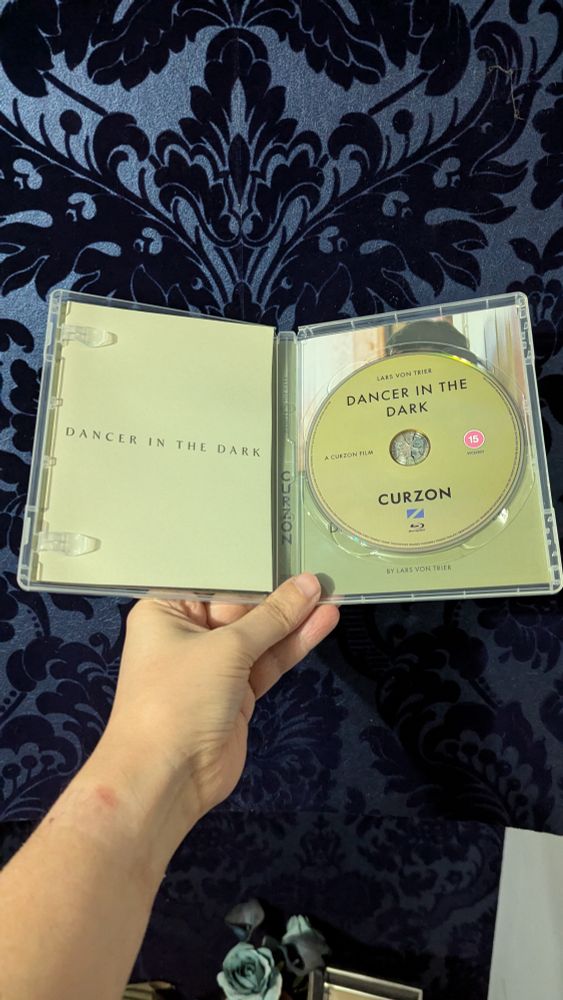 DANCER IN THE DARK
CURZON
LARS VON TRIER
DANCER IN THE
DARK
A CURZON FILM
15
CURZON
BY LARS VON TRIER